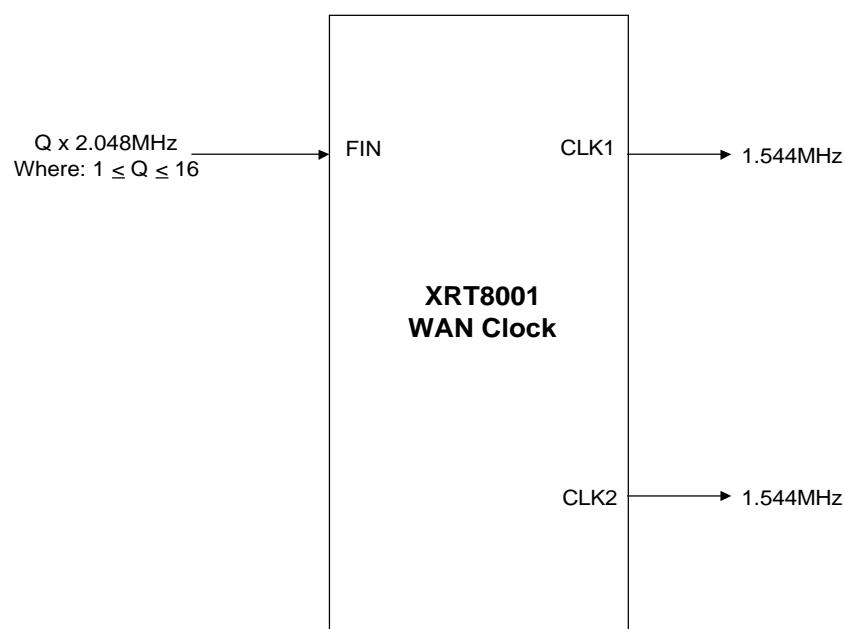 Q x 2.048MHz
Where: 1 ≤ Q ≤ 16
FIN
CLK1
1.544MHz
XRT8001
WAN Clock
CLK2
1.544MHz